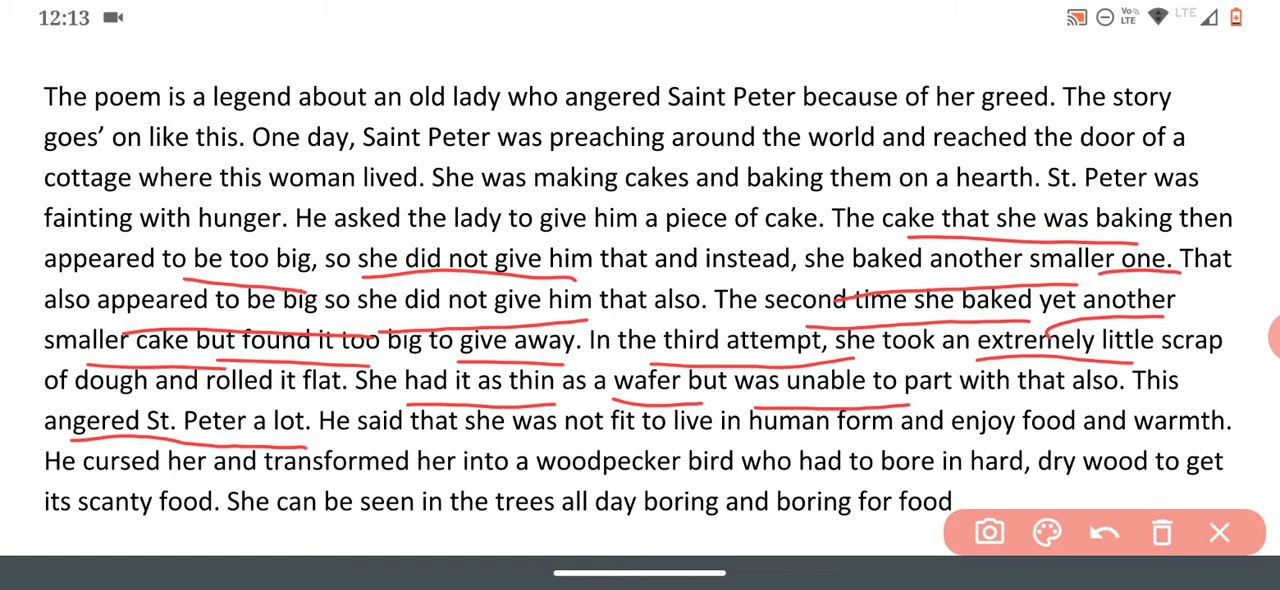 12:13 Vo LTE LTE
The poem is a legend about an old lady who angered Saint Peter because of her greed. The story
goes’ on like this. One day, Saint Peter was preaching around the world and reached the door of a
cottage where this woman lived. She was making cakes and baking them on a hearth. St. Peter was
fainting with hunger. He asked the lady to give him a piece of cake. The cake that she was baking then
appeared to be too big, so she did not give him that and instead, she baked another smaller one. That
also appeared to be big so she did not give him that also. The second time she baked yet another
smaller cake but found it too big to give away. In the third attempt, she took an extremely little scrap
of dough and rolled it flat. She had it as thin as a wafer but was unable to part with that also. This
angered St. Peter a lot. He said that she was not fit to live in human form and enjoy food and warmth.
He cursed her and transformed her into a woodpecker bird who had to bore in hard, dry wood to get
its scanty food. She can be seen in the trees all day boring and boring for food